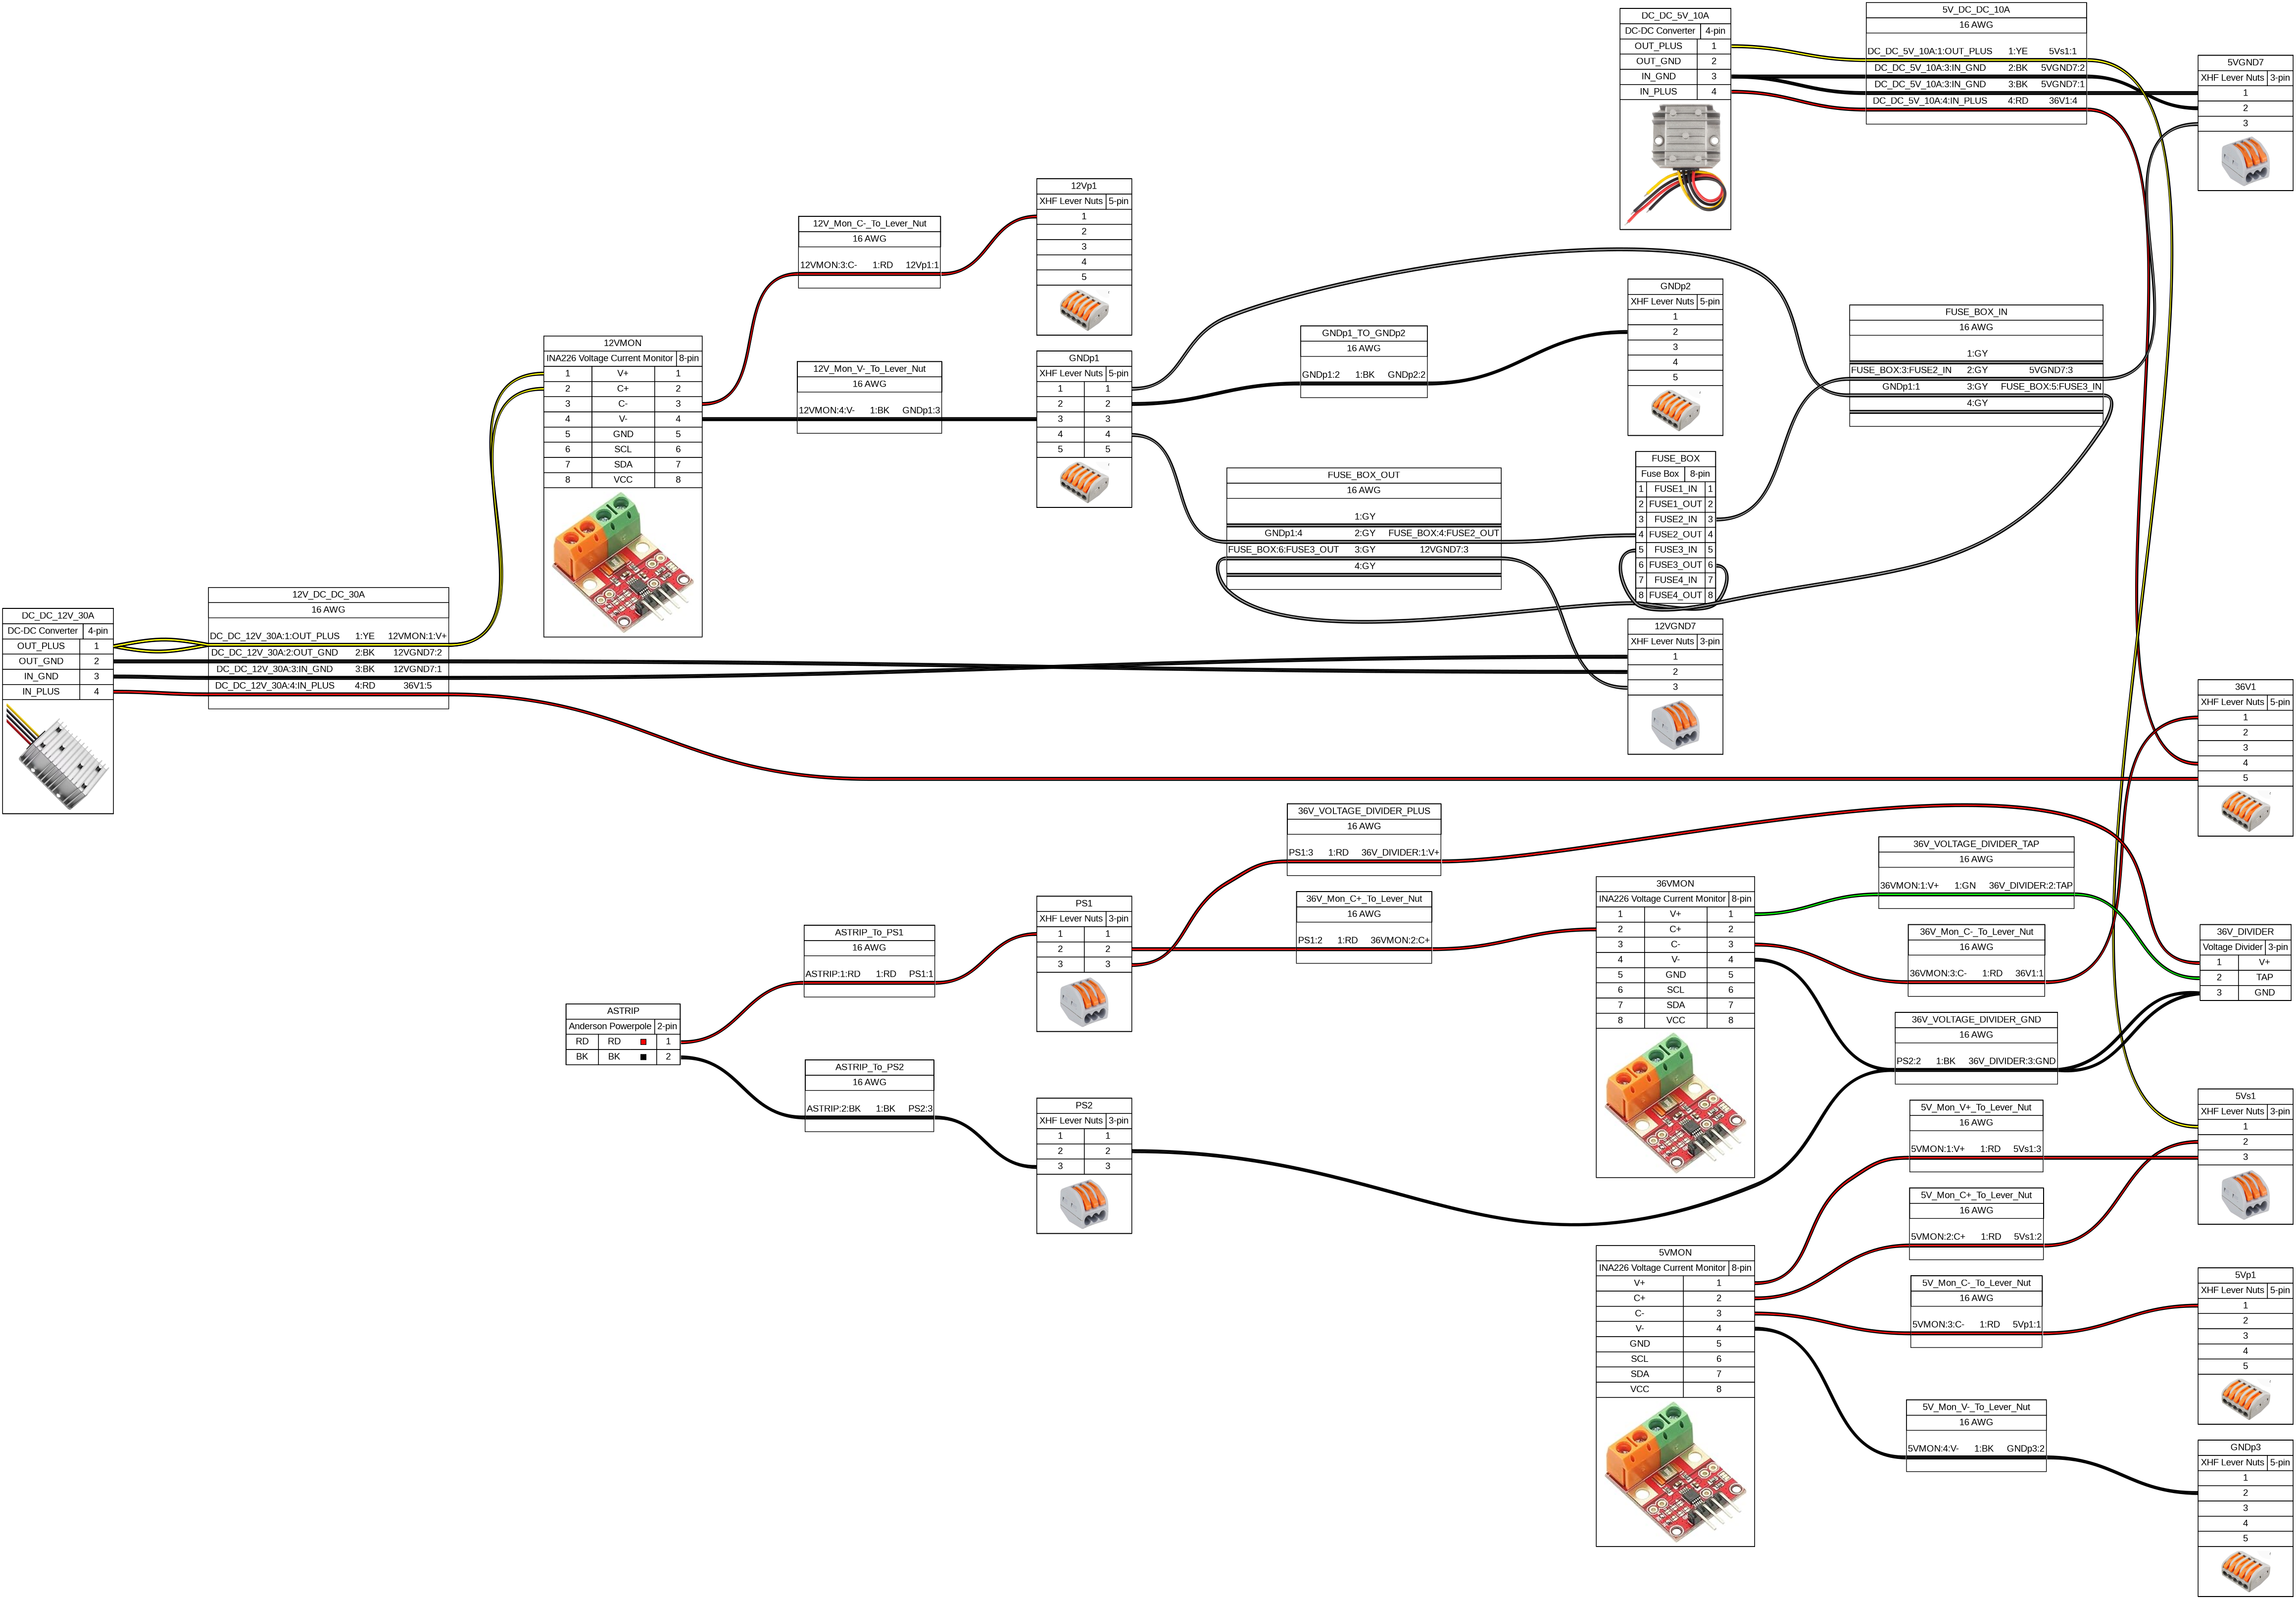 DC_DC_5V_10A
DC-DC Converter 4-pin
OUT_PLUS 1
OUT_GND 2
IN_GND 3
IN_PLUS 4
5V_DC_DC_10A
16 AWG
DC_DC_5V_10A:1:OUT_PLUS 1:YE 5Vs1:1
DC_DC_5V_10A:3:IN_GND 2:BK 5VGND7:2
DC_DC_5V_10A:3:IN_GND 3:BK 5VGND7:1
DC_DC_5V_10A:4:IN_PLUS 4:RD 36V1:4
5VGND7
XHF Lever Nuts 3-pin
1
2
3
12Vp1
XHF Lever Nuts 5-pin
1
2
3
4
5
12V_Mon_C-_To_Lever_Nut
16 AWG
12VMON:3:C- 1:RD 12Vp1:1
GNDp2
XHF Lever Nuts 5-pin
1
2
3
4
5
FUSE_BOX_IN
16 AWG
1:GY
FUSE_BOX:3:FUSE2_IN 2:GY 5VGND7:3
GNDp1:1 3:GY FUSE_BOX:5:FUSE3_IN
4:GY
GNDp1_TO_GNDp2
16 AWG
GNDp1:2 1:BK GNDp2:2
12VMON
INA226 Voltage Current Monitor 8-pin
1 V+ 1
2 C+ 2
3 C- 3
4 V- 4
5 GND 5
6 SCL 6
7 SDA 7
8 VCC 8
12V_Mon_V-_To_Lever_Nut
16 AWG
12VMON:4:V- 1:BK GNDp1:3
GNDp1
XHF Lever Nuts 5-pin
1 1
2 2
3 3
4 4
5 5
FUSE_BOX_OUT
16 AWG
1:GY
GNDp1:4 2:GY FUSE_BOX:4:FUSE2_OUT
FUSE_BOX:6:FUSE3_OUT 3:GY 12VGND7:3
4:GY
FUSE_BOX
Fuse Box 8-pin
1 FUSE1_IN 1
2 FUSE1_OUT 2
3 FUSE2_IN 3
4 FUSE2_OUT 4
5 FUSE3_IN 5
6 FUSE3_OUT 6
7 FUSE4_IN 7
8 FUSE4_OUT 8
DC_DC_12V_30A
DC-DC Converter 4-pin
OUT_PLUS 1
OUT_GND 2
IN_GND 3
IN_PLUS 4
12V_DC_DC_30A
16 AWG
DC_DC_12V_30A:1:OUT_PLUS 1:YE 12VMON:1:V+
DC_DC_12V_30A:2:OUT_GND 2:BK 12VGND7:2
DC_DC_12V_30A:3:IN_GND 3:BK 12VGND7:1
DC_DC_12V_30A:4:IN_PLUS 4:RD 36V1:5
12VGND7
XHF Lever Nuts 3-pin
1
2
3
36V1
XHF Lever Nuts 5-pin
1
2
3
4
5
36V_VOLTAGE_DIVIDER_PLUS
16 AWG
PS1:3 1:RD 36V_DIVIDER:1:V+
36V_VOLTAGE_DIVIDER_TAP
16 AWG
36VMON:1:V+ 1:GN 36V_DIVIDER:2:TAP
36VMON
INA226 Voltage Current Monitor 8-pin
1 V+ 1
2 C+ 2
3 C- 3
4 V- 4
5 GND 5
6 SCL 6
7 SDA 7
8 VCC 8
36V_Mon_C+_To_Lever_Nut
16 AWG
PS1:2 1:RD 36VMON:2:C+
PS1
XHF Lever Nuts 3-pin
1 1
2 2
3 3
ASTRIP_To_PS1
16 AWG
ASTRIP:1:RD 1:RD PS1:1
36V_Mon_C-_To_Lever_Nut
16 AWG
36VMON:3:C- 1:RD 36V1:1
36V_DIVIDER
Voltage Divider 3-pin
1 V+
2 TAP
3 GND
ASTRIP
Anderson Powerpole 2-pin
RD RD 1
BK BK 2
36V_VOLTAGE_DIVIDER_GND
16 AWG
PS2:2 1:BK 36V_DIVIDER:3:GND
ASTRIP_To_PS2
16 AWG
ASTRIP:2:BK 1:BK PS2:3
PS2
XHF Lever Nuts 3-pin
1 1
2 2
3 3
5V_Mon_V+_To_Lever_Nut
16 AWG
5VMON:1:V+ 1:RD 5Vs1:3
5Vs1
XHF Lever Nuts 3-pin
1
2
3
5V_Mon_C+_To_Lever_Nut
16 AWG
5VMON:2:C+ 1:RD 5Vs1:2
5VMON
INA226 Voltage Current Monitor 8-pin
V+ 1
C+ 2
C- 3
V- 4
GND 5
SCL 6
SDA 7
VCC 8
5V_Mon_C-_To_Lever_Nut
16 AWG
5VMON:3:C- 1:RD 5Vp1:1
5Vp1
XHF Lever Nuts 5-pin
1
2
3
4
5
5V_Mon_V-_To_Lever_Nut
16 AWG
5VMON:4:V- 1:BK GNDp3:2
GNDp3
XHF Lever Nuts 5-pin
1
2
3
4
5